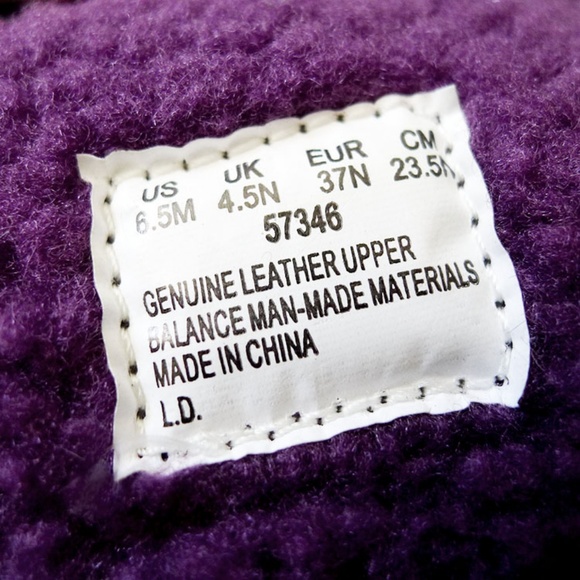 US UK EUR CM
6.5M 4.5N 37N 23.5N
57346
GENUINE LEATHER UPPER
BALANCE MAN-MADE MATERIALS
MADE IN CHINA
L.D.